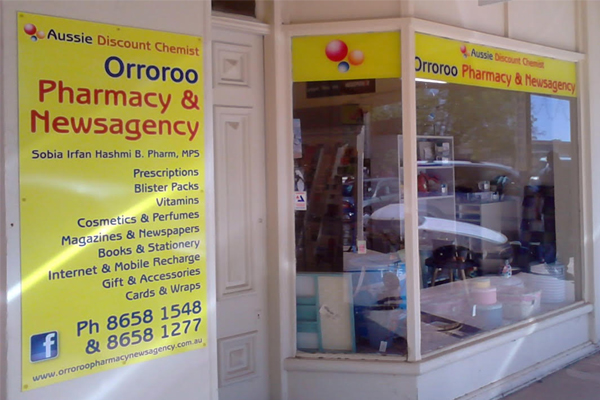 Aussie Discount Chemist
Orroroo
Pharmacy &
Newsagency
Sobia Irfan Hashmi B. Pharm, MPS
Prescriptions
Blister Packs
Vitamins
Cosmetics & Perfumes
Magazines & Newspapers
Books & Stationery
Internet & Mobile Recharge
Gift & Accessories
Cards & Wraps
Ph 8658 1548
& 8658 1277
f
www.orroroopharmacynewsagency.com.au
Aussie Discount Chemist
Orroroo Pharmacy & Newsagency